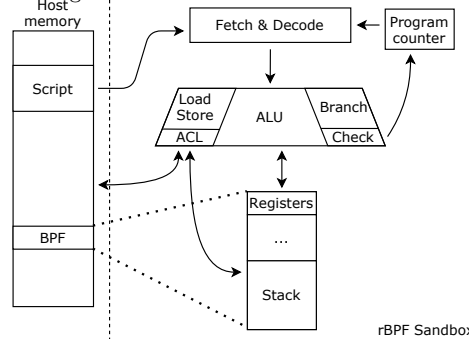 Host
memory
Script
BPF
Fetch & Decode
Program
counter
Load
Store
ACL
ALU
Branch
Check
Registers
...
Stack
rBPF Sandbox